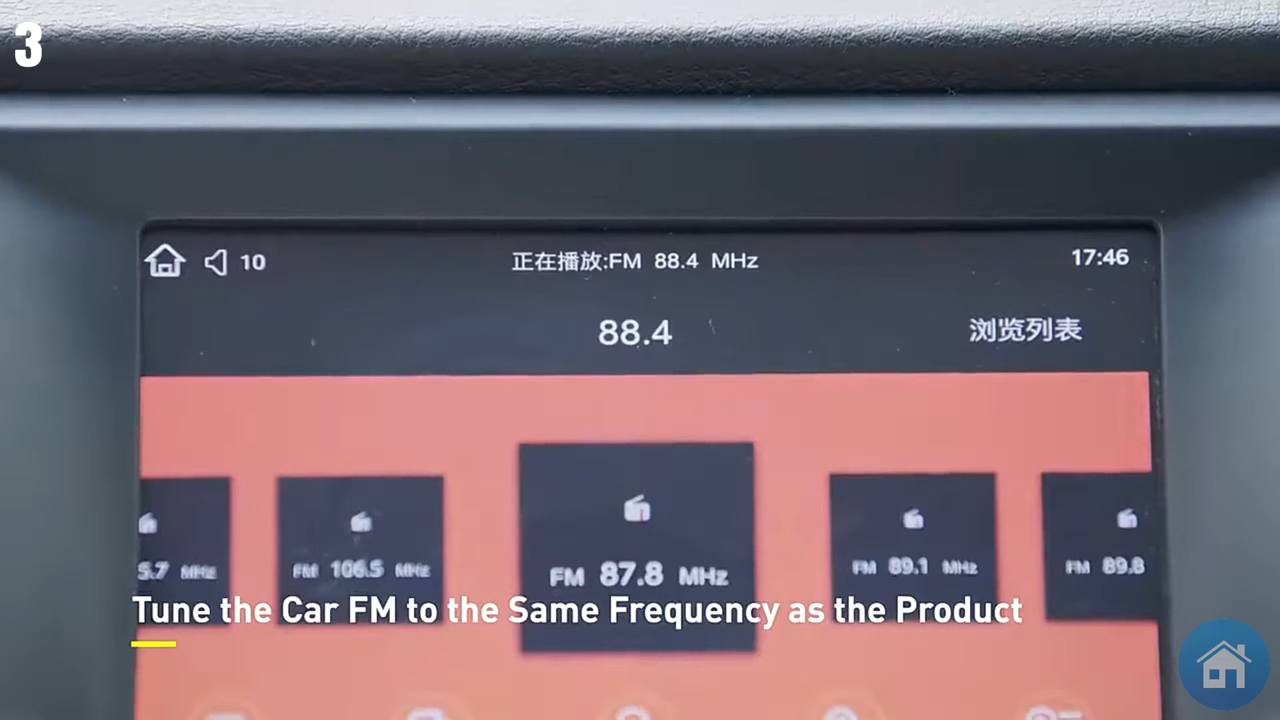 3
10
正在播放:FM 88.4 MHz
17:46
88.4
浏览列表
5.7 MHz
FM 106.5 MHz
FM 87.8 MHz
FM 89.1 MHz
FM 89.8
Tune the Car FM to the Same Frequency as the Product